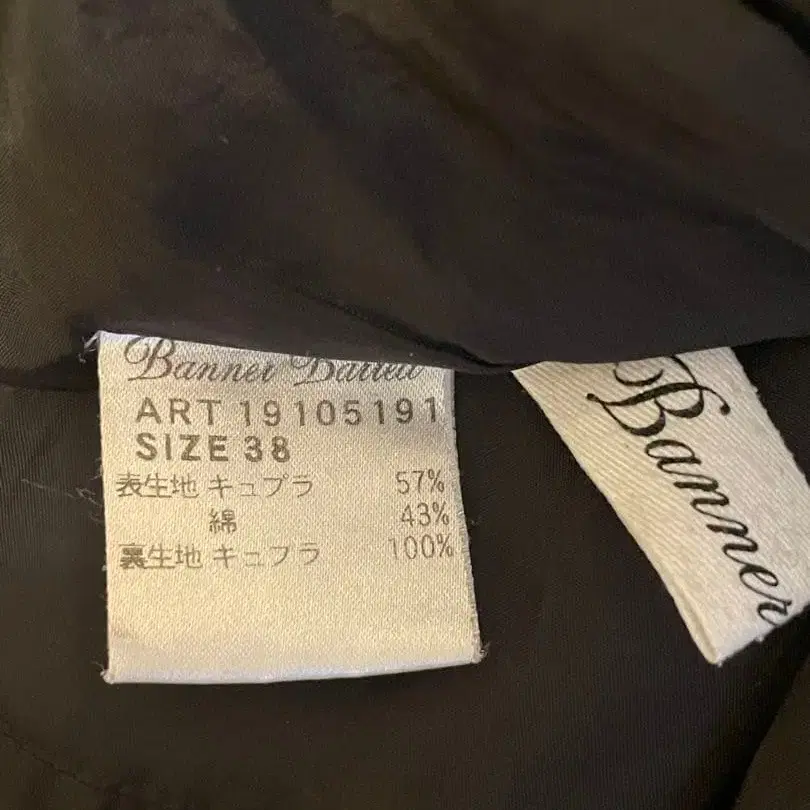 Banner Barrett
ART 19105191
SIZE 38
表生地 キュプラ 57%
綿 43%
裏生地 キュプラ 100%
Banner